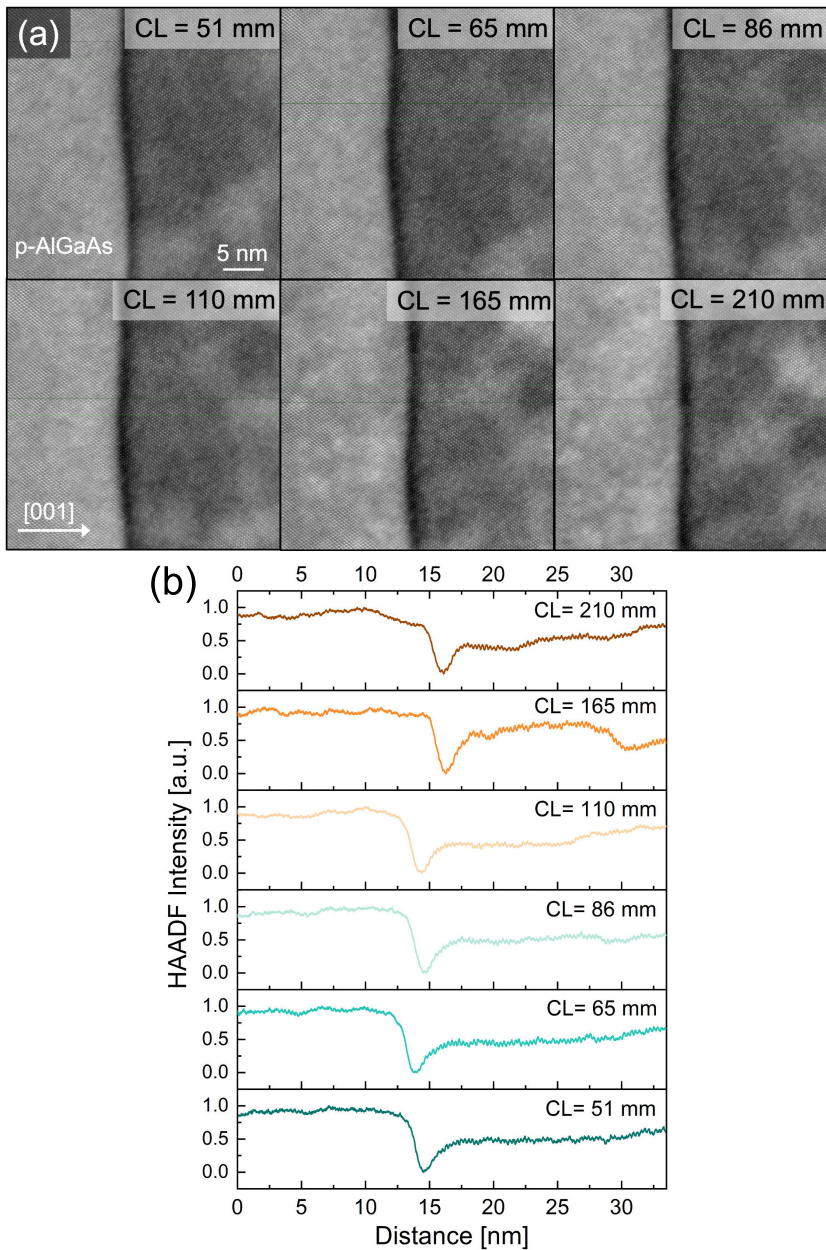 (a)
CL = 51 mm
CL = 65 mm
CL = 86 mm
p-AlGaAs
5 nm
CL = 110 mm
CL = 165 mm
CL = 210 mm
[001]
(b)
0 5 10 15 20 25 30
1.0
0.5
0.0
CL= 210 mm
1.0
0.5
0.0
CL= 165 mm
1.0
0.5
0.0
CL= 110 mm
1.0
0.5
0.0
CL= 86 mm
1.0
0.5
0.0
CL= 65 mm
1.0
0.5
0.0
CL= 51 mm
HAADF Intensity [a.u.]
0 5 10 15 20 25 30
Distance [nm]